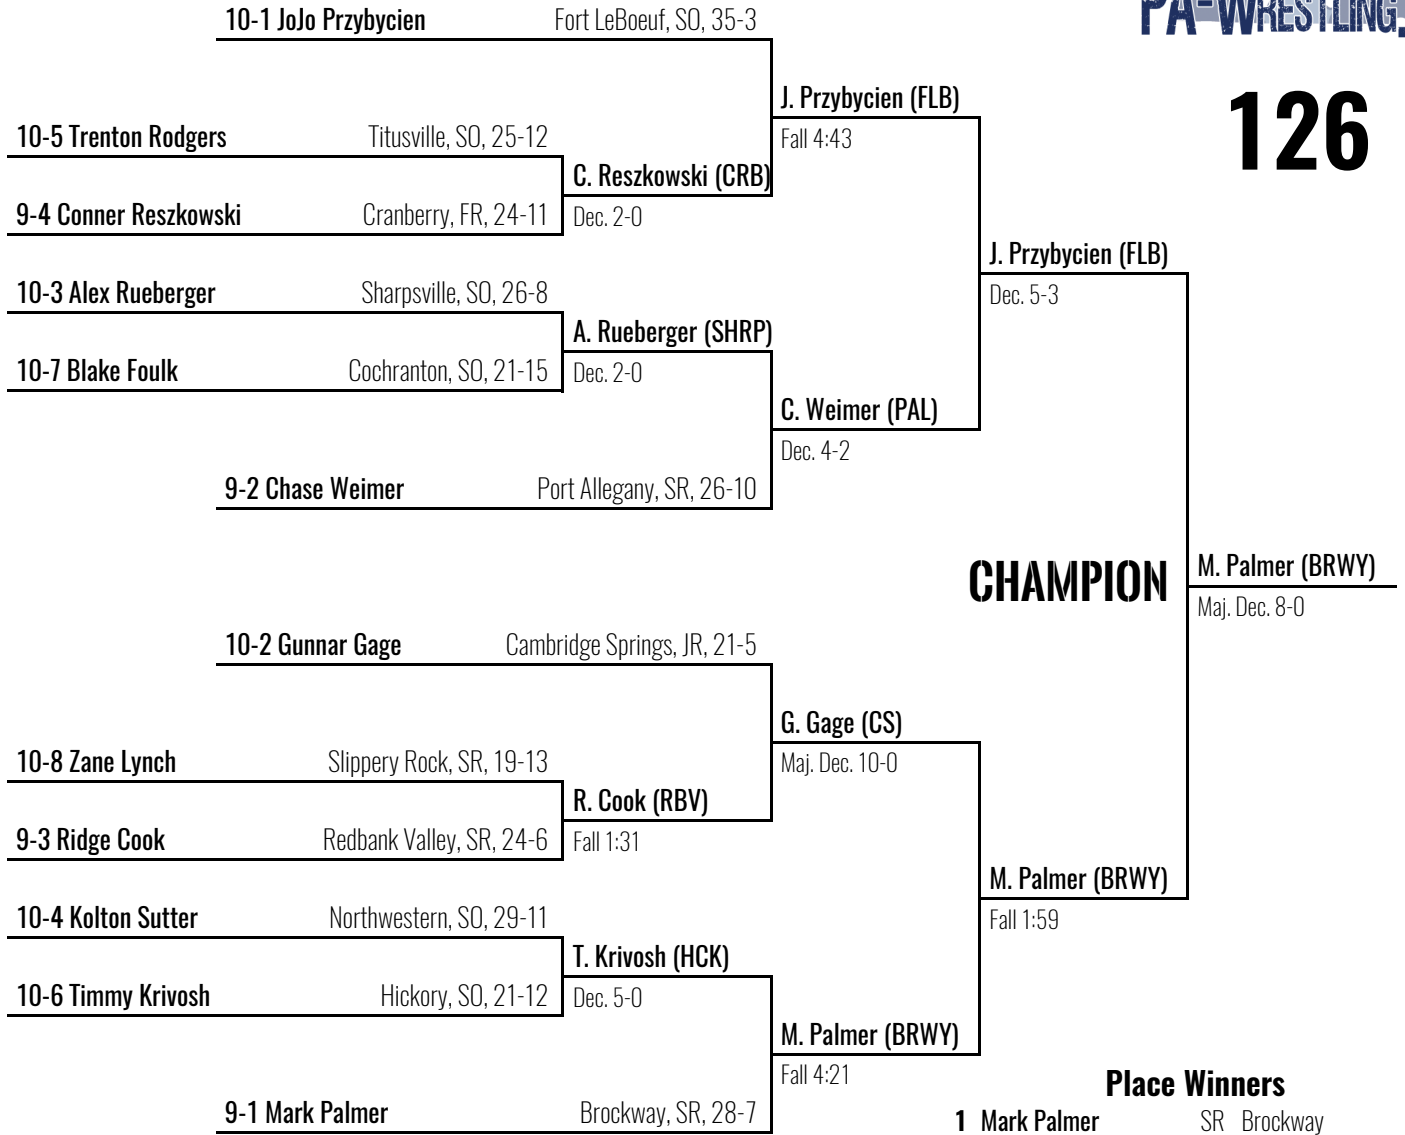 10-1 JoJo Przybycien Fort LeBoeuf, SO, 35-3
PA-WRESTLING.
J. Przybycien (FLB)
126
10-5 Trenton Rodgers Titusville, SO, 25-12
Fall 4:43
C. Reszkowski (CRB)
9-4 Conner Reszkowski Cranberry, FR, 24-11
Dec. 2-0
J. Przybycien (FLB)
10-3 Alex Rueberger Sharpsville, SO, 26-8
Dec. 5-3
A. Rueberger (SHRP)
10-7 Blake Foulk Cochranton, SO, 21-15
Dec. 2-0
C. Weimer (PAL)
Dec. 4-2
9-2 Chase Weimer Port Allegany, SR, 26-10
CHAMPION
M. Palmer (BRWY)
Maj. Dec. 8-0
10-2 Gunnar Gage Cambridge Springs, JR, 21-5
G. Gage (CS)
10-8 Zane Lynch Slippery Rock, SR, 19-13
Maj. Dec. 10-0
R. Cook (RBV)
9-3 Ridge Cook Redbank Valley, SR, 24-6
Fall 1:31
M. Palmer (BRWY)
10-4 Kolton Sutter Northwestern, SO, 29-11
Fall 1:59
T. Krivosh (HCK)
10-6 Timmy Krivosh Hickory, SO, 21-12
Dec. 5-0
M. Palmer (BRWY)
Fall 4:21
Place Winners
9-1 Mark Palmer Brockway, SR, 28-7
1 Mark Palmer SR Brockway